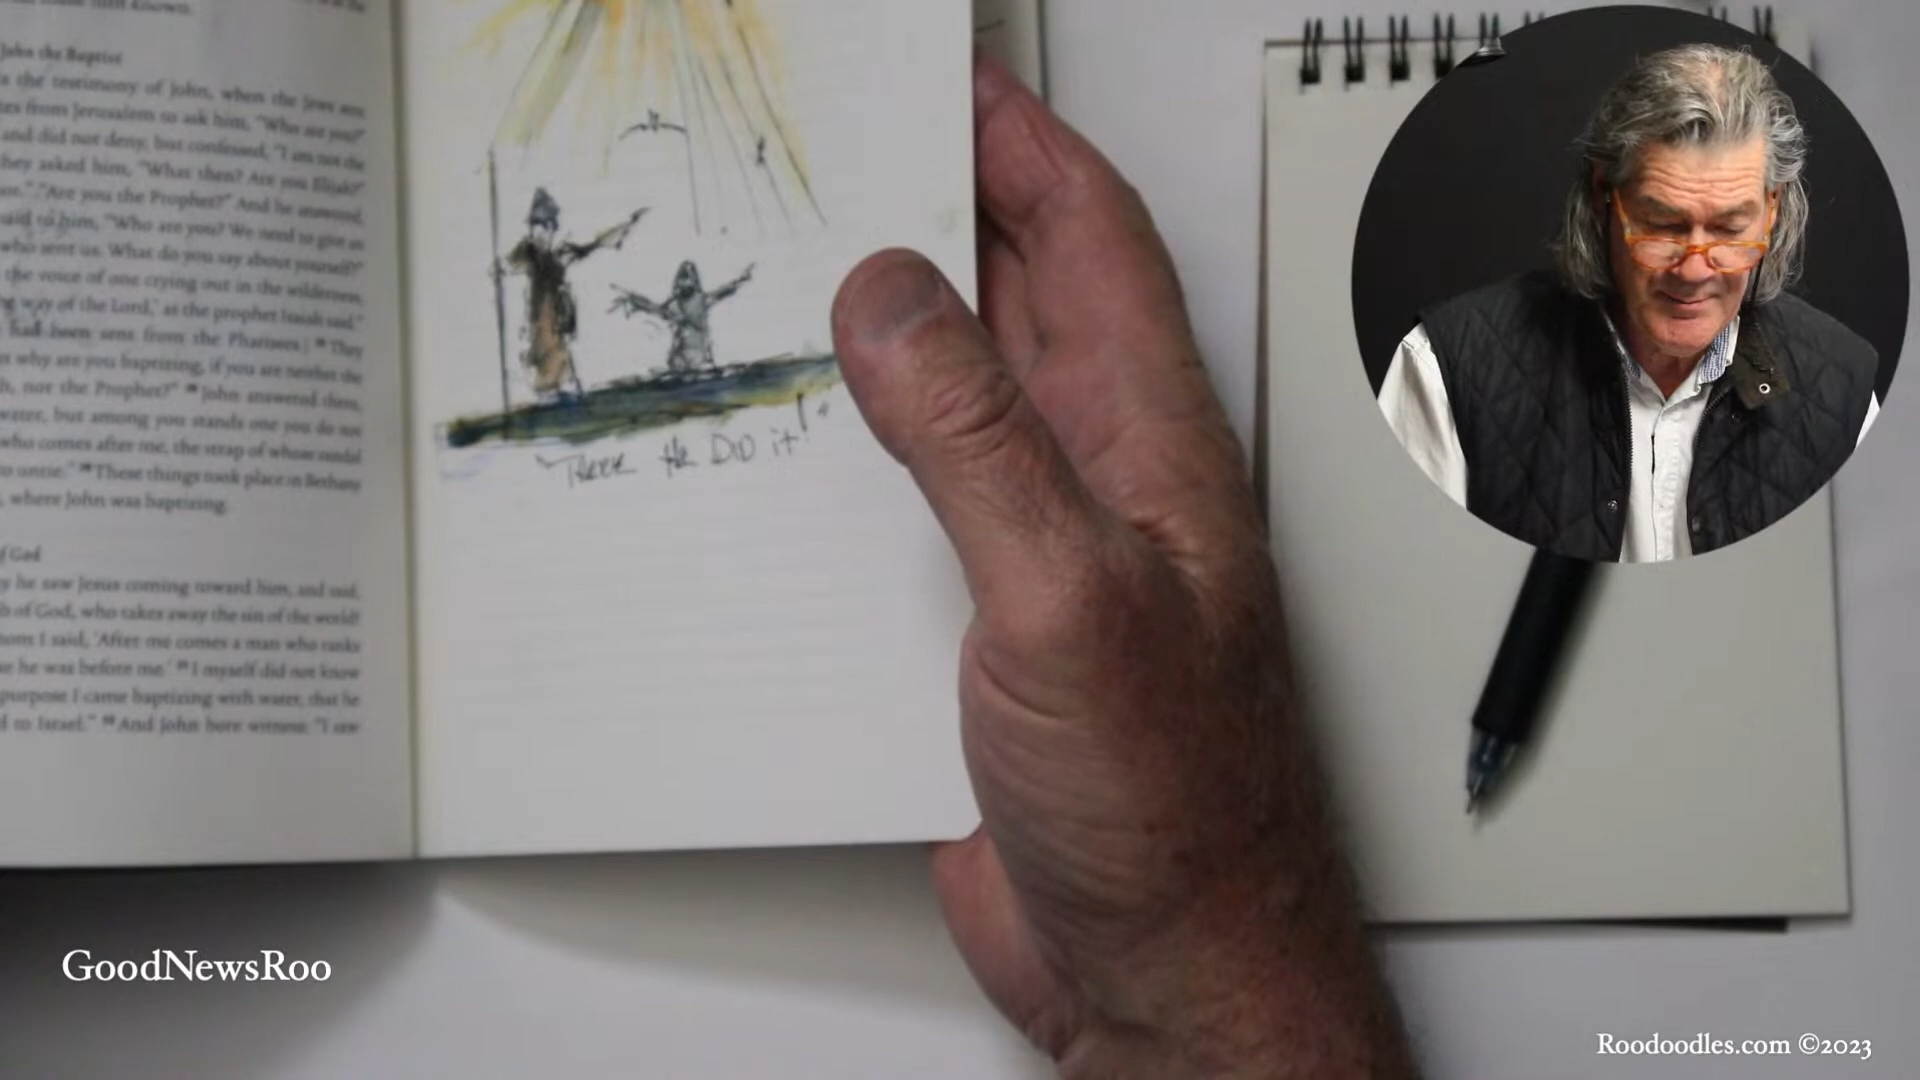 John the Baptist
s the testimony of John, when the Jews sent
tes from Jerusalem to ask him, "Who are you?"
and did not deny, but confessed, "I am not the
they asked him, "What then? Are you Elijah?"
"Are you the Prophet?" And he answered,
said to him, "Who are you? We need to give an
who sent us. What do you say about yourself?"
the voice of one crying out in the wilderness,
way of the Lord,' as the prophet Isaiah said."
had been sent from the Pharisees.) They
why are you baptizing, if you are neither the
h, nor the Prophet?" John answered them,
water, but among you stands one you do not
who comes after me, the strap of whose sandal
o untie." These things took place in Bethany
, where John was baptizing.
of God
y he saw Jesus coming toward him, and said,
b of God, who takes away the sin of the world!
hom I said, 'After me comes a man who ranks
e he was before me.' I myself did not know
purpose I came baptizing with water, that he
d to Israel." And John bore witness: "I saw
"There He DID it!"
GoodNewsRoo
Roodoodles.com ©2023